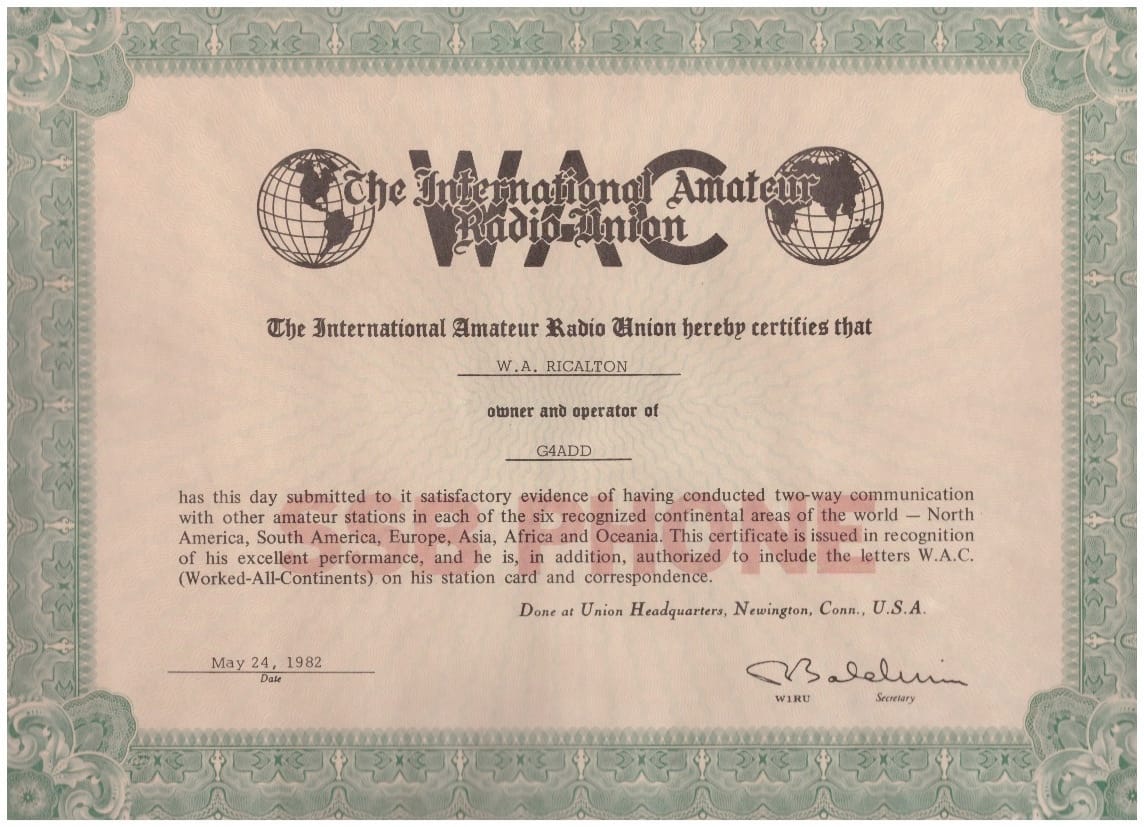 WAC
The International Amateur
Radio Union
The International Amateur Radio Union hereby certifies that
W.A. RICALTON
owner and operator of
G4ADD
SSB PHONE
has this day submitted to it satisfactory evidence of having conducted two-way communication
with other amateur stations in each of the six recognized continental areas of the world — North
America, South America, Europe, Asia, Africa and Oceania. This certificate is issued in recognition
of his excellent performance, and he is, in addition, authorized to include the letters W.A.C.
(Worked-All-Continents) on his station card and correspondence.
Done at Union Headquarters, Newington, Conn., U.S.A.
May 24, 1982
Date
Baldwin
W1RU Secretary